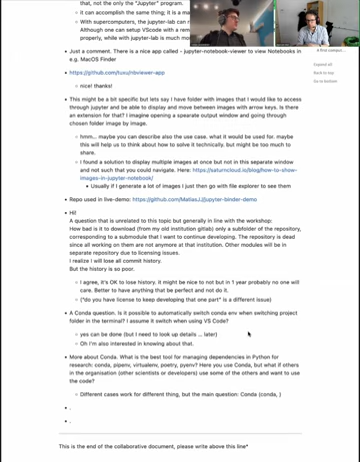 that, not the only "Jupyter" program.
it can accomplish the same thing; it is a ma
With supercomputers, the jupyter-lab can r
Although one can setup VScode with a rem
properly, while with jupyter-lab is much m
Just a comment. There is a nice app called - jupyter-notebook-viewer to view Notebooks in
e.g. MacOS Finder
https://github.com/tuxu/nbviewer-app
nice! thanks!
This might be a bit specific but lets say I have folder with images that I would like to access
through jupyter and be able to display and move between images with arrow keys. Is there
an extension for that? I imagine opening a separate output window and going through
chosen folder image by image.
hmm... maybe you can describe also the use case. what it would be used for. maybe
this will help us to think about how to solve it technically. but might be too much to
share.
I found a solution to display multiple images at once but not in this separate window
and not such that you could navigate. Here: https://saturncloud.io/blog/how-to-show-
images-in-jupyter-notebook/
Usually if I generate a lot of images I just then go with file explorer to see them
Repo used in live-demo: https://github.com/MatiasJJ/jupyter-binder-demo
Hi!
A question that is unrelated to this topic but generally in line with the workshop:
How bad is it to download (from my old institution gitlab) only a subfolder of the repository,
corresponding to a submodule that I want to continue developing. The repository is dead
since all working on there are not anymore at that institution. Other modules will be in
separate repository due to licensing issues.
I realize I will lose all commit history.
But the history is so poor.
I agree, it's OK to lose history. it might be nice to not but in 1 year probably no one will
care. Better to have anything that be perfect and not do it.
("do you have license to keep developing that one part" is a different issue)
A Conda question. Is it possible to automatically switch conda env when switching project
folder in the terminal? I assume it switch when using VS Code?
yes can be done (but I need to look up details ... later)
Oh I'm also interested in knowing about that.
More about Conda. What is the best tool for managing dependencies in Python for
research: conda, pipenv, virtualenv, poetry, pyenv? Here you use Conda, but what if others
in the organisation (other scientists or developers) use some of the others and want to use
the code?
Different cases work for different thing, but the main question: Conda (conda, )
.
.
This is the end of the collaborative document, please write above this line*
Expand all
Back to top
Go to bottom